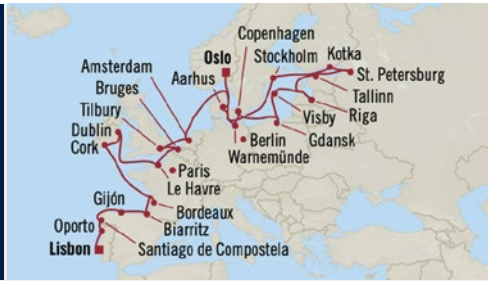 Copenhagen
Oslo
Stockholm
Kotka
Amsterdam
Aarhus
St. Petersburg
Bruges
Tallinn
Tilbury
Visby
Riga
Dublin
Berlin
Gdansk
Cork
Warnemünde
Paris
Le Havre
Gijón
Bordeaux
Oporto
Biarritz
Lisbon
Santiago de Compostela